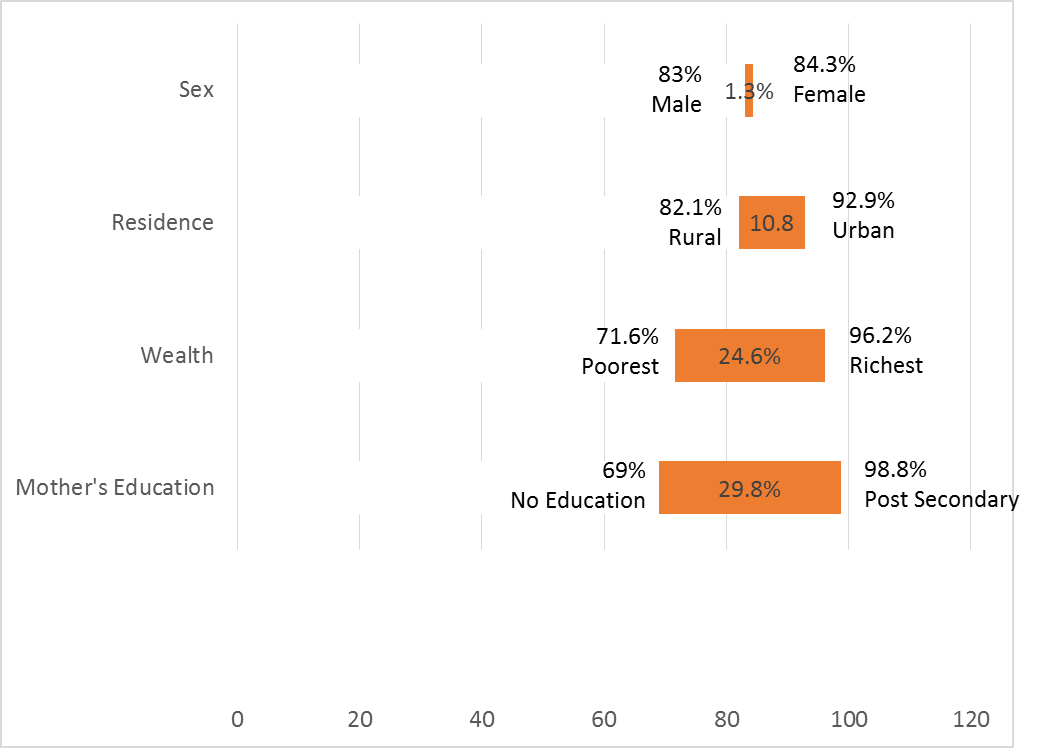 Sex
83%
Male
1.3%
84.3%
Female
Residence
82.1%
Rural
10.8
92.9%
Urban
Wealth
71.6%
Poorest
24.6%
96.2%
Richest
Mother's Education
69%
No Education
29.8%
98.8%
Post Secondary
0 20 40 60 80 100 120